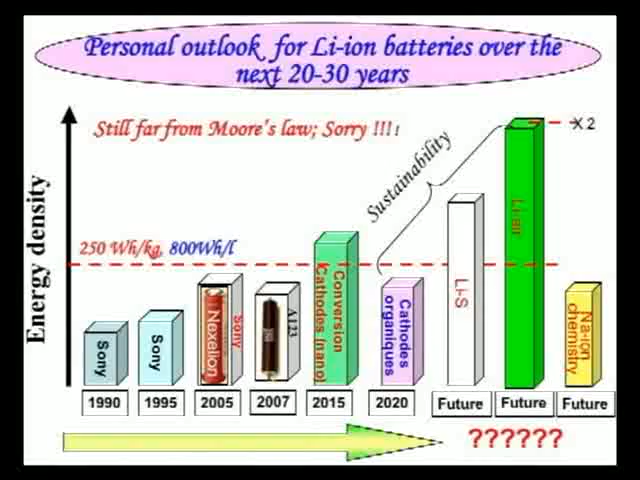 Personal outlook for Li-ion batteries over the
next 20-30 years
Still far from Moore's law; Sorry !!!!
X 2
Sustainability
Energy density
250 Wh/kg, 800Wh/l
Sony
Sony
Nexelion
Sony
A123
Conversion
Cathodes (nano)
Cathodes
organiques
Li-S
Li-air
Na-ion
chemistry
1990
1995
2005
2007
2015
2020
Future
Future
Future
??????